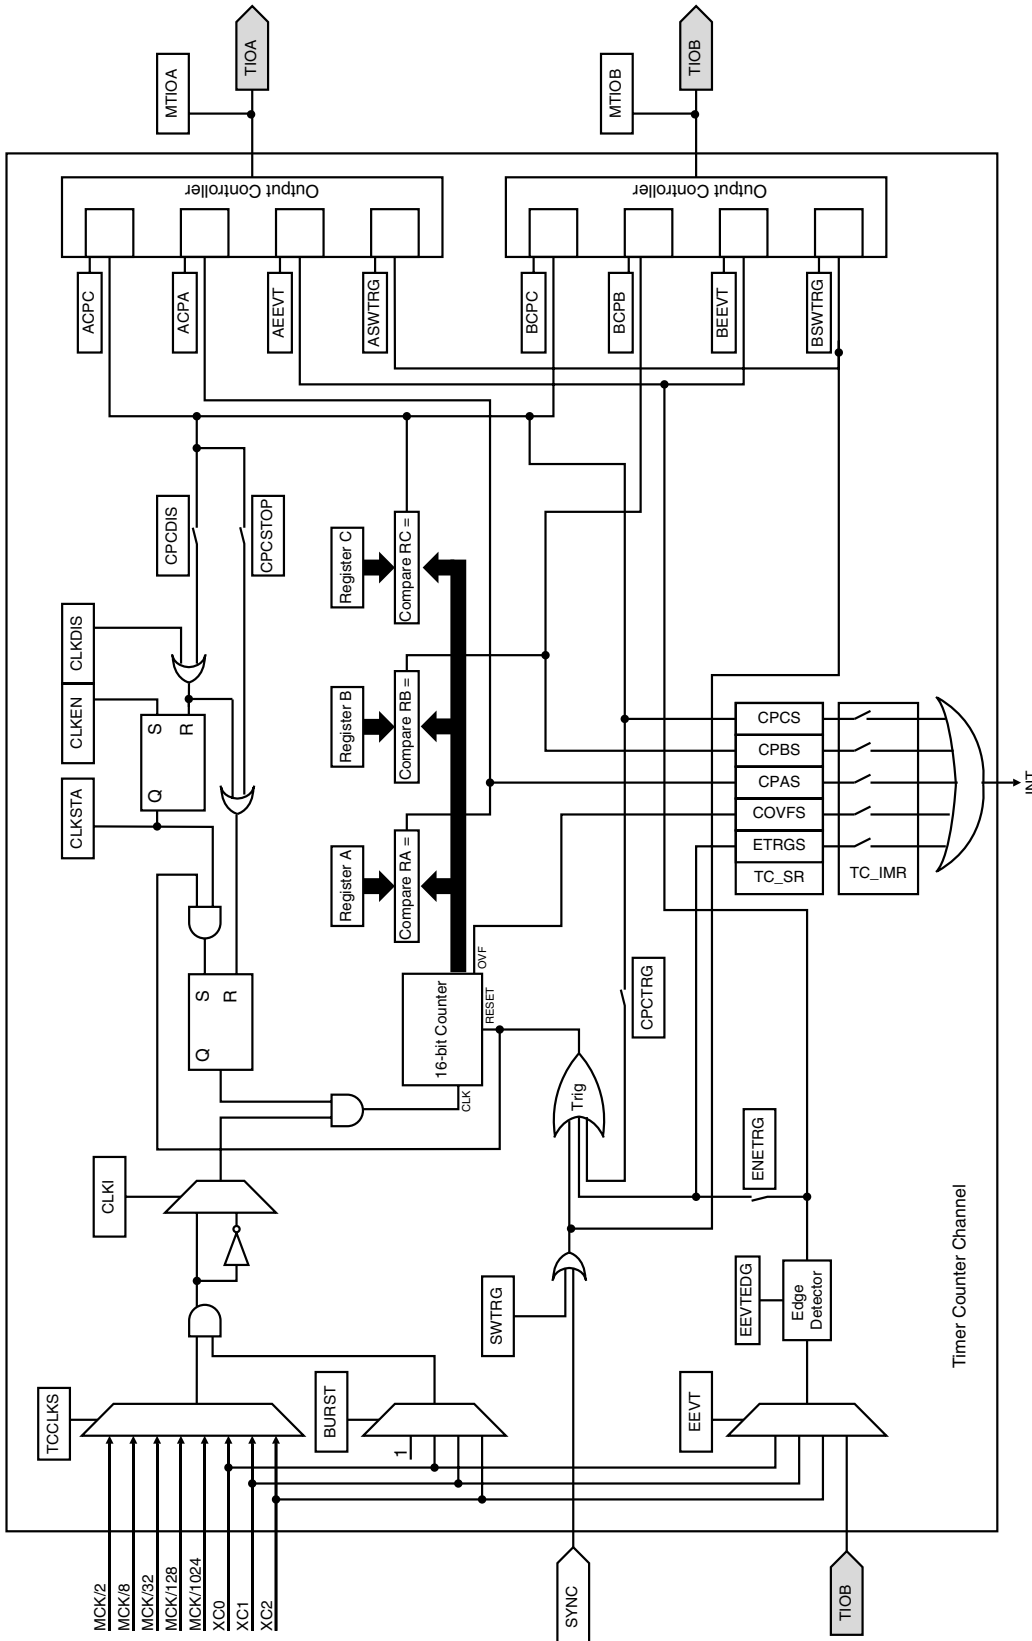 TCCLKS
MCK/2
MCK/8
MCK/32
MCK/128
MCK/1024
XC0
XC1
XC2
CLKI
CLKSTA
CLKEN
CLKDIS
Q
S
R
Q
S
R
CPCDIS
CPCSTOP
ACPC
ACPA
AEEVT
ASWTRG
Output Controller
MTIOA
TIOA
BURST
1
Register A
Register B
Register C
Compare RA =
Compare RB =
Compare RC =
16-bit Counter
CLK
RESET
OVF
SYNC
SWTRG
Trig
CPCTRG
BCPC
BCPB
BEEVT
BSWTRG
Output Controller
MTIOB
TIOB
EEVT
TIOB
EEVTEDG
Edge
Detector
ENETRG
CPCS
CPBS
CPAS
COVFS
ETRGS
TC_SR
TC_IMR
INT
Timer Counter Channel